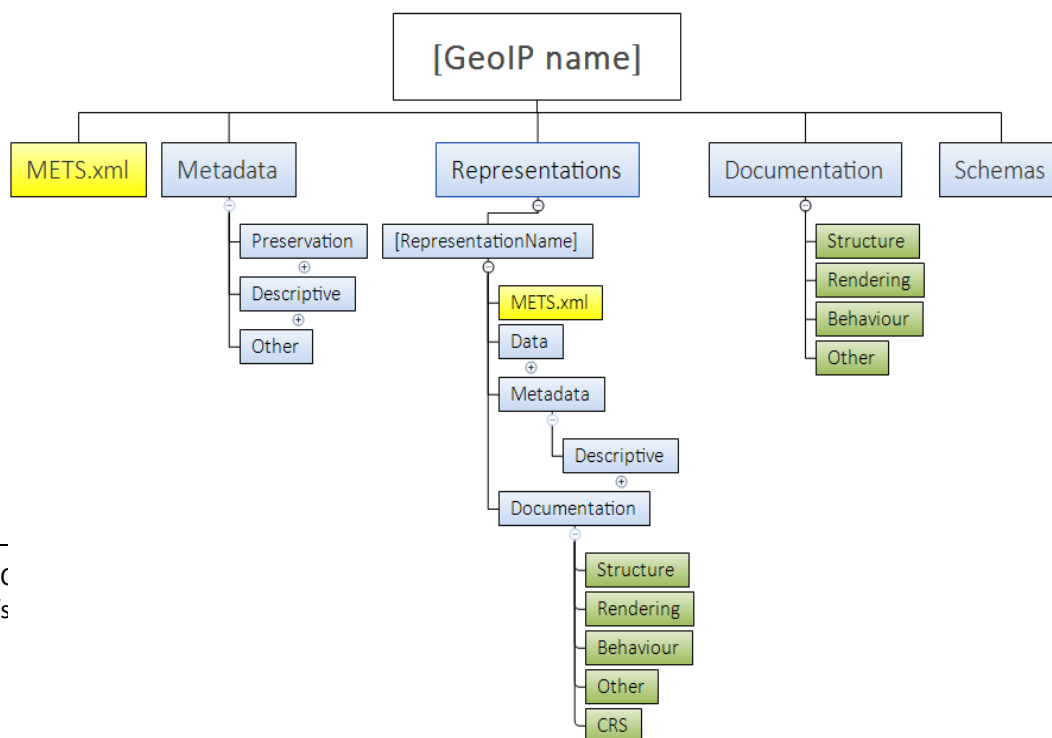 [GeoIP name]
METS.xml
Metadata
Representations
Documentation
Schemas
Preservation
Descriptive
Other
[RepresentationName]
METS.xml
Data
Metadata
Descriptive
Documentation
Structure
Rendering
Behaviour
Other
CRS
Structure
Rendering
Behaviour
Other